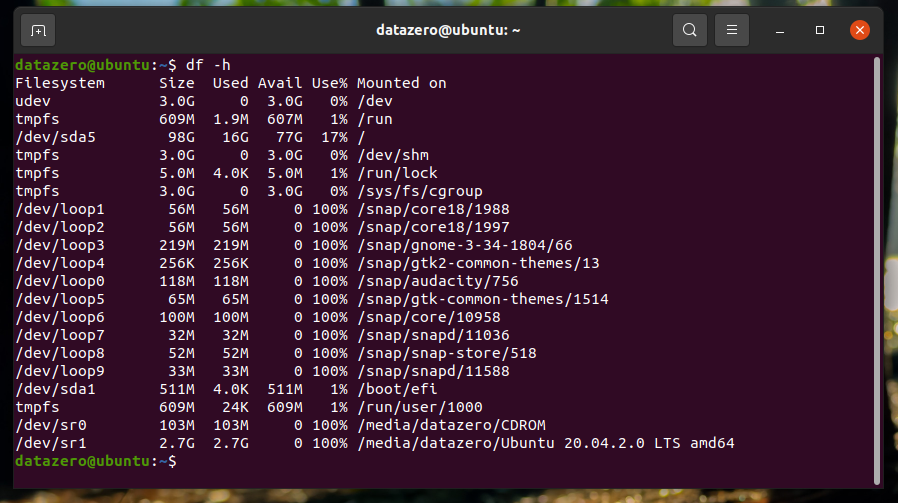 datazero@ubuntu: ~
datazero@ubuntu:~$ df -h
Filesystem      Size  Used Avail Use% Mounted on
udev            3.0G     0  3.0G   0% /dev
tmpfs           609M  1.9M  607M   1% /run
/dev/sda5        98G   16G   77G  17% /
tmpfs           3.0G     0  3.0G   0% /dev/shm
tmpfs           5.0M  4.0K  5.0M   1% /run/lock
tmpfs           3.0G     0  3.0G   0% /sys/fs/cgroup
/dev/loop1       56M   56M     0 100% /snap/core18/1988
/dev/loop2       56M   56M     0 100% /snap/core18/1997
/dev/loop3      219M  219M     0 100% /snap/gnome-3-34-1804/66
/dev/loop4      256K  256K     0 100% /snap/gtk2-common-themes/13
/dev/loop0      118M  118M     0 100% /snap/audacity/756
/dev/loop5       65M   65M     0 100% /snap/gtk-common-themes/1514
/dev/loop6      100M  100M     0 100% /snap/core/10958
/dev/loop7       32M   32M     0 100% /snap/snapd/11036
/dev/loop8       52M   52M     0 100% /snap/snap-store/518
/dev/loop9       33M   33M     0 100% /snap/snapd/11588
/dev/sda1       511M  4.0K  511M   1% /boot/efi
tmpfs           609M   24K  609M   1% /run/user/1000
/dev/sr0        103M  103M     0 100% /media/datazero/CDROM
/dev/sr1        2.7G  2.7G     0 100% /media/datazero/Ubuntu 20.04.2.0 LTS amd64
datazero@ubuntu:~$